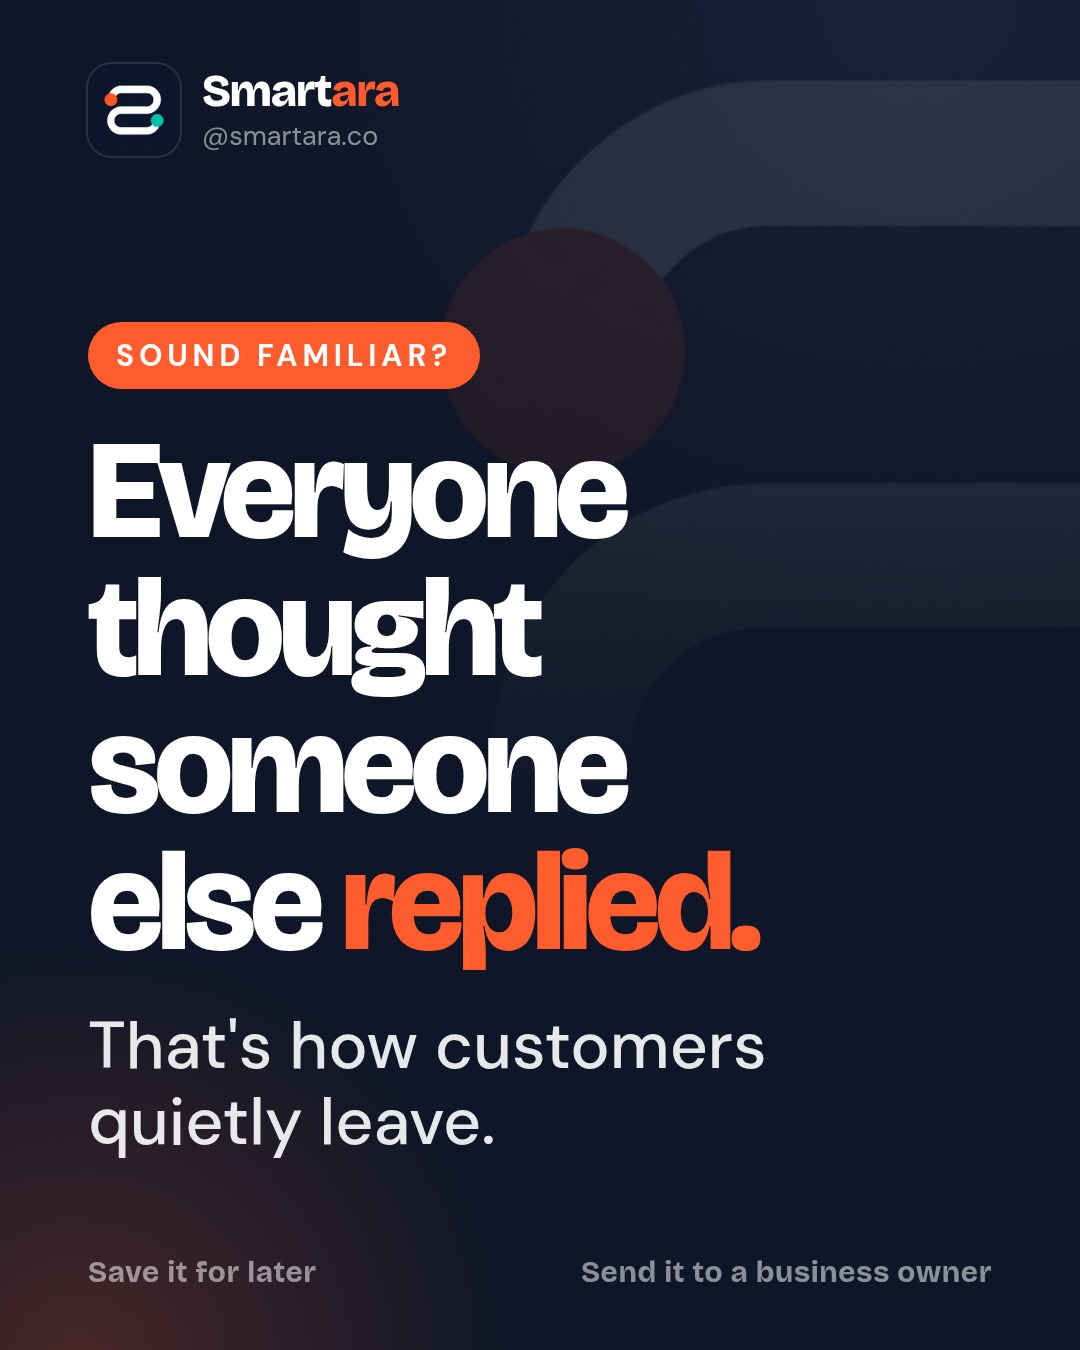 Smartara
@smartara.co
SOUND FAMILIAR?
Everyone
thought
someone
else replied.
That's how customers
quietly leave.
Save it for later
Send it to a business owner